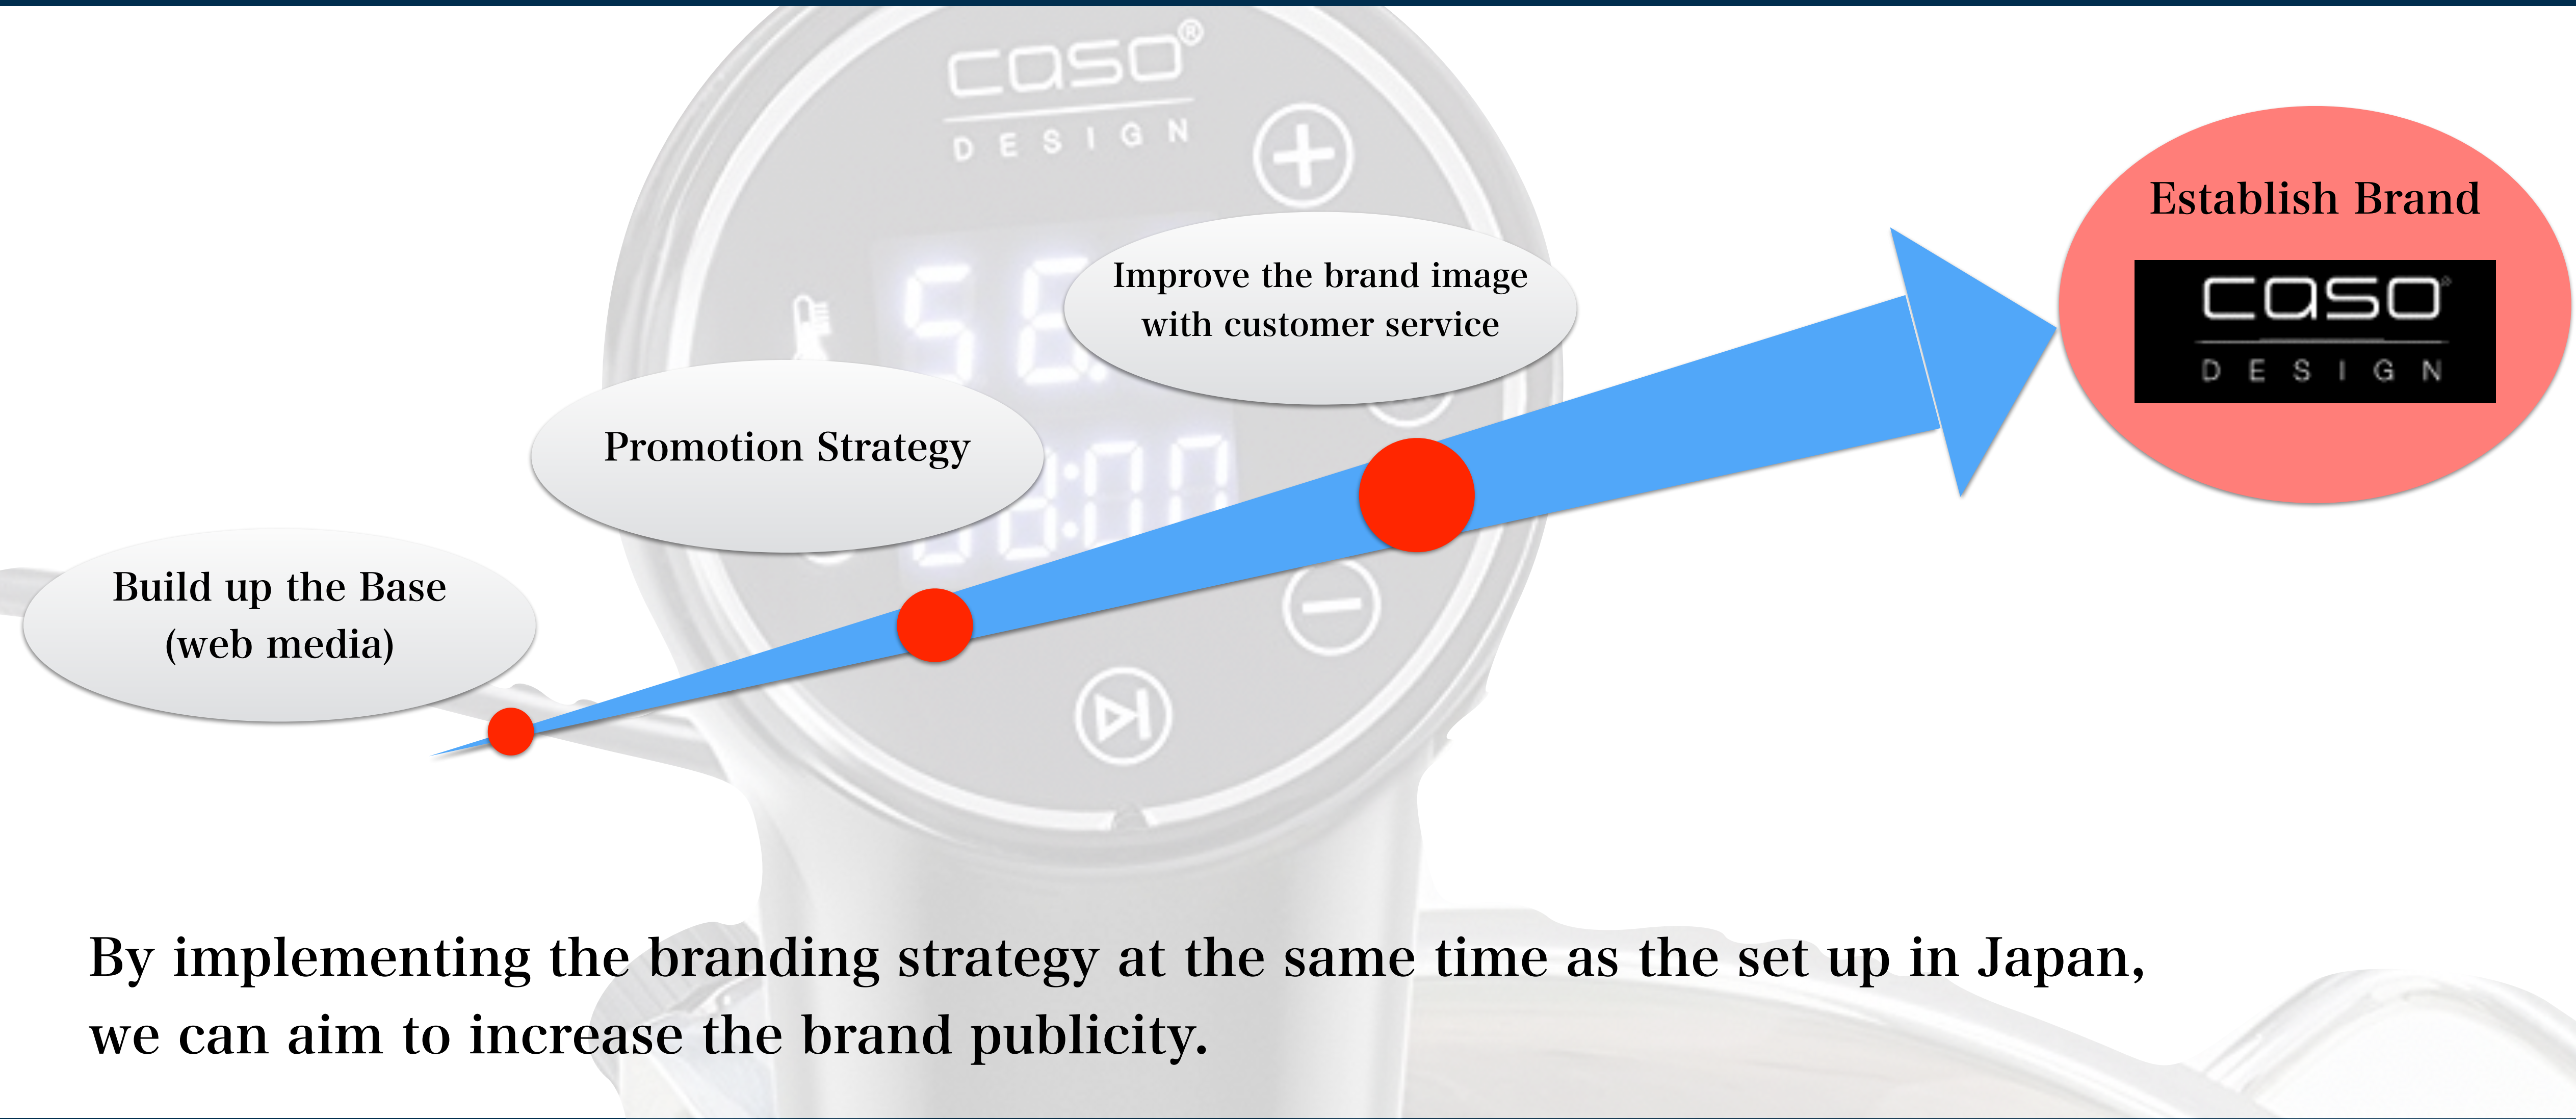 caso®
DESIGN
Establish Brand
caso®
DESIGN
Improve the brand image
with customer service
Promotion Strategy
Build up the Base
(web media)
By implementing the branding strategy at the same time as the set up in Japan,
we can aim to increase the brand publicity.